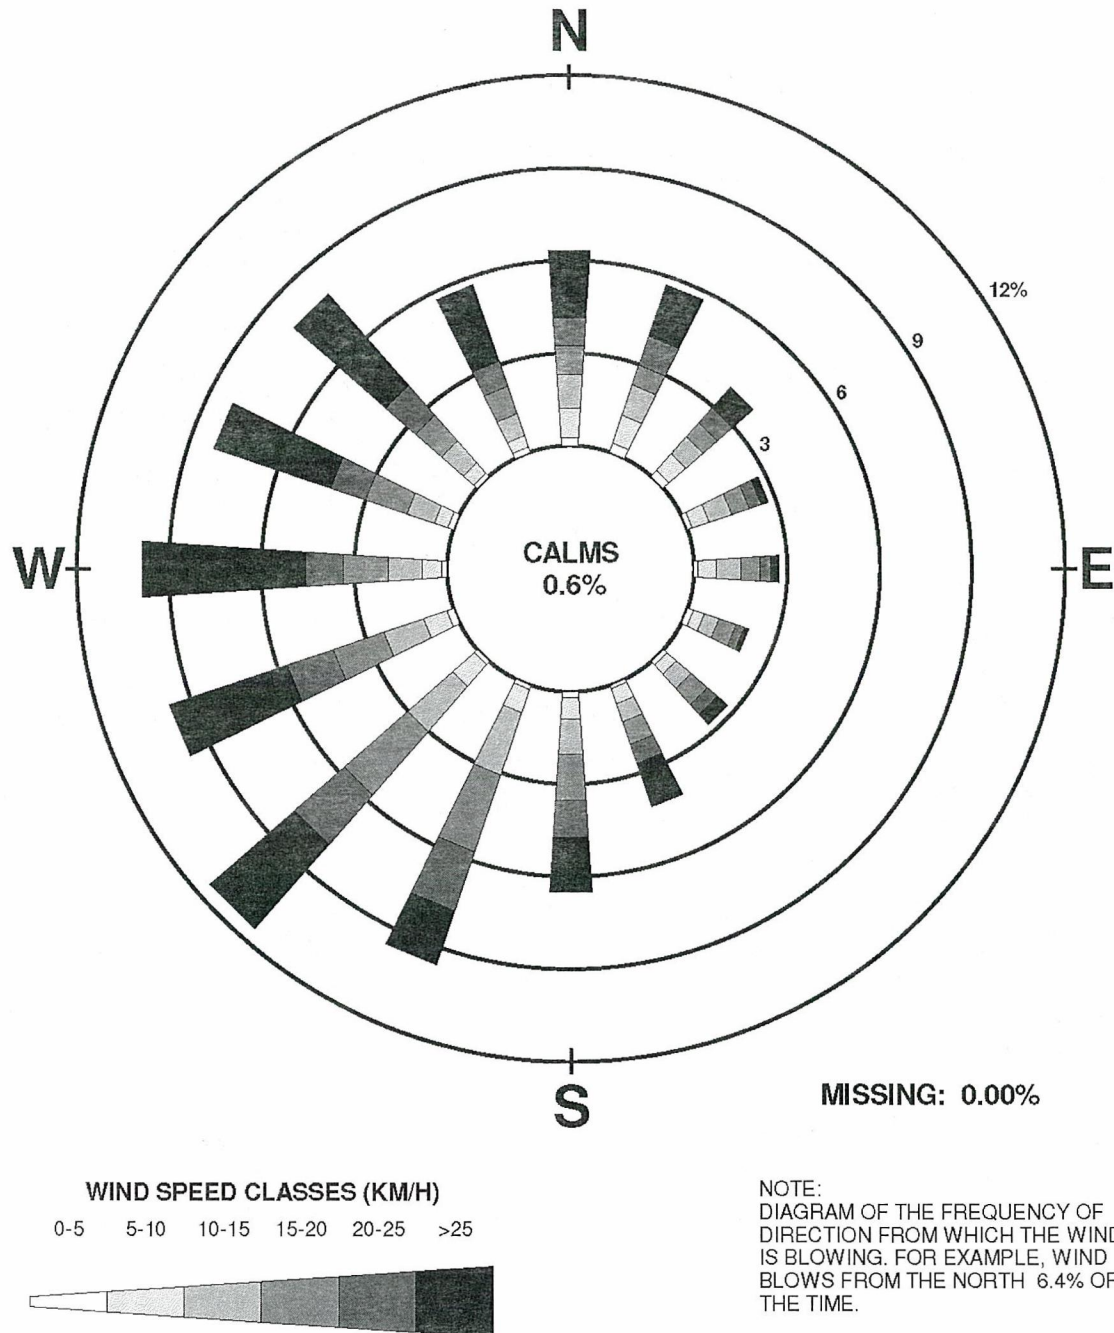 N
12%
9
6
3
W
CALMS
0.6%
E
S
MISSING: 0.00%
WIND SPEED CLASSES (KM/H)
0-5 5-10 10-15 15-20 20-25 >25
NOTE:
DIAGRAM OF THE FREQUENCY OF
DIRECTION FROM WHICH THE WIND
IS BLOWING. FOR EXAMPLE, WIND
BLOWS FROM THE NORTH 6.4% OF
THE TIME.